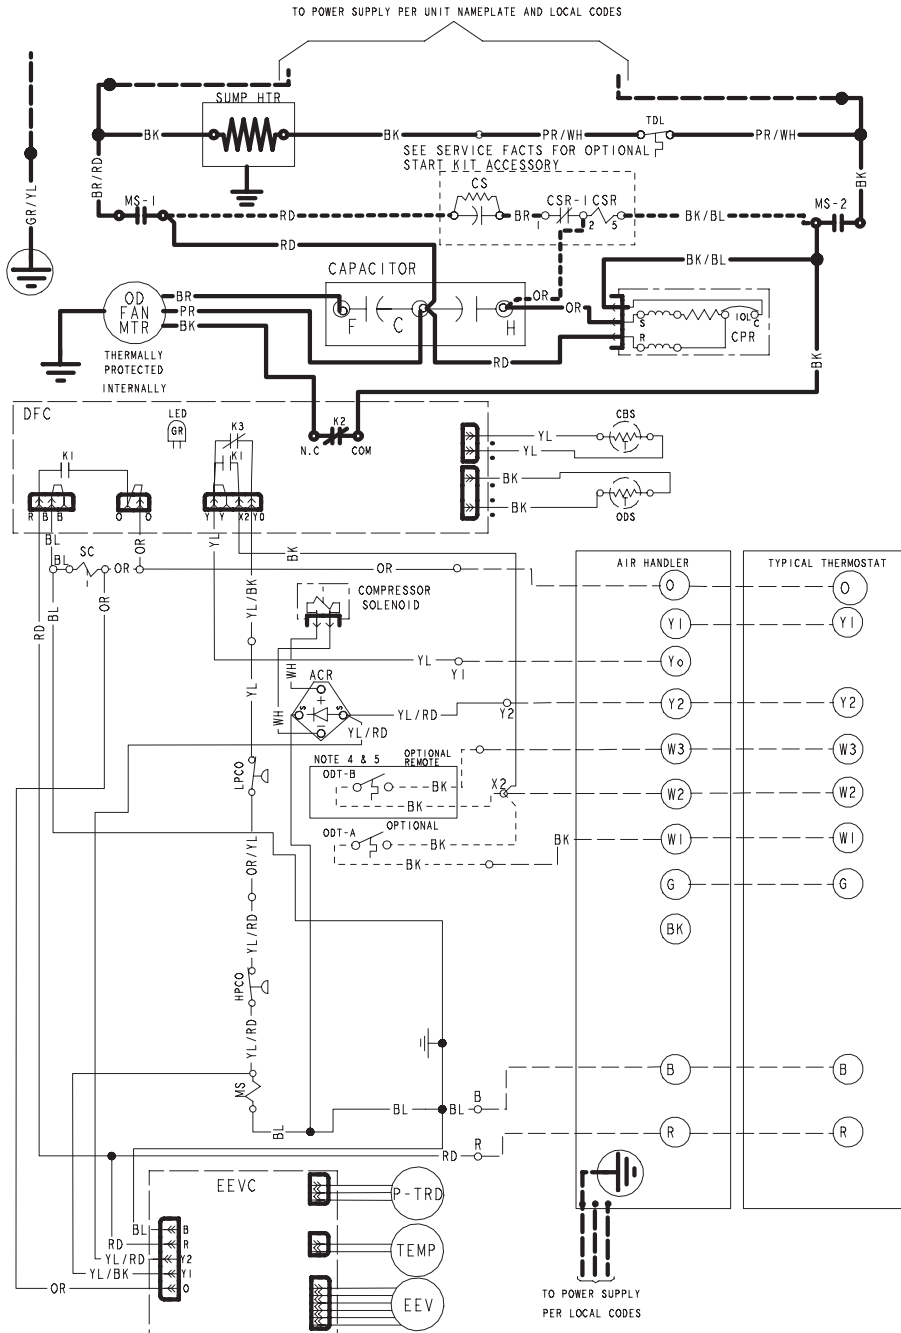 TO POWER SUPPLY PER UNIT NAMEPLATE AND LOCAL CODES
SUMP HTR
TDL
BK
BK
PR/WH
PR/WH
SEE SERVICE FACTS FOR OPTIONAL
START KIT ACCESSORY
GR/YL
BR/RD
BK
CS
MS-1
RD
BR
CSR-1 CSR
1
2
5
BK/BL
MS-2
RD
BK/BL
CAPACITOR
OD
FAN
MTR
BR
PR
BK
F
C
H
OR
OR
S
R
IOL
C
CPR
RD
BK
THERMALLY
PROTECTED
INTERNALLY
DFC
LED
GR
K3
K1
K2
N.C
COM
CBS
YL
YL
K1
BK
BK
ODS
R
B
B
O
O
Y
Y
X2
YO
BL
OR
YL
BK
SC
BL
OR
OR
AIR HANDLER
TYPICAL THERMOSTAT
COMPRESSOR
SOLENOID
O
O
RD
BL
OR
YL/BK
Y1
Y1
YL
Y1
Yo
YL
WH
WH
ACR
+
-
S
S
YL/RD
YL/RD
Y2
Y2
Y2
NOTE 4 & 5
OPTIONAL
REMOTE
W3
W3
LPCO
ODT-B
BK
BK
X2
W2
W2
OPTIONAL
ODT-A
BK
BK
BK
W1
W1
OR/YL
G
G
YL/RD
BK
HPCO
YL/RD
MS
B
B
B
BL
BL
BL
R
R
R
RD
EEVC
P-TRD
BL
B
RD
R
YL/RD
Y2
TEMP
YL/BK
Y1
OR
O
EEV
TO POWER SUPPLY
PER LOCAL CODES